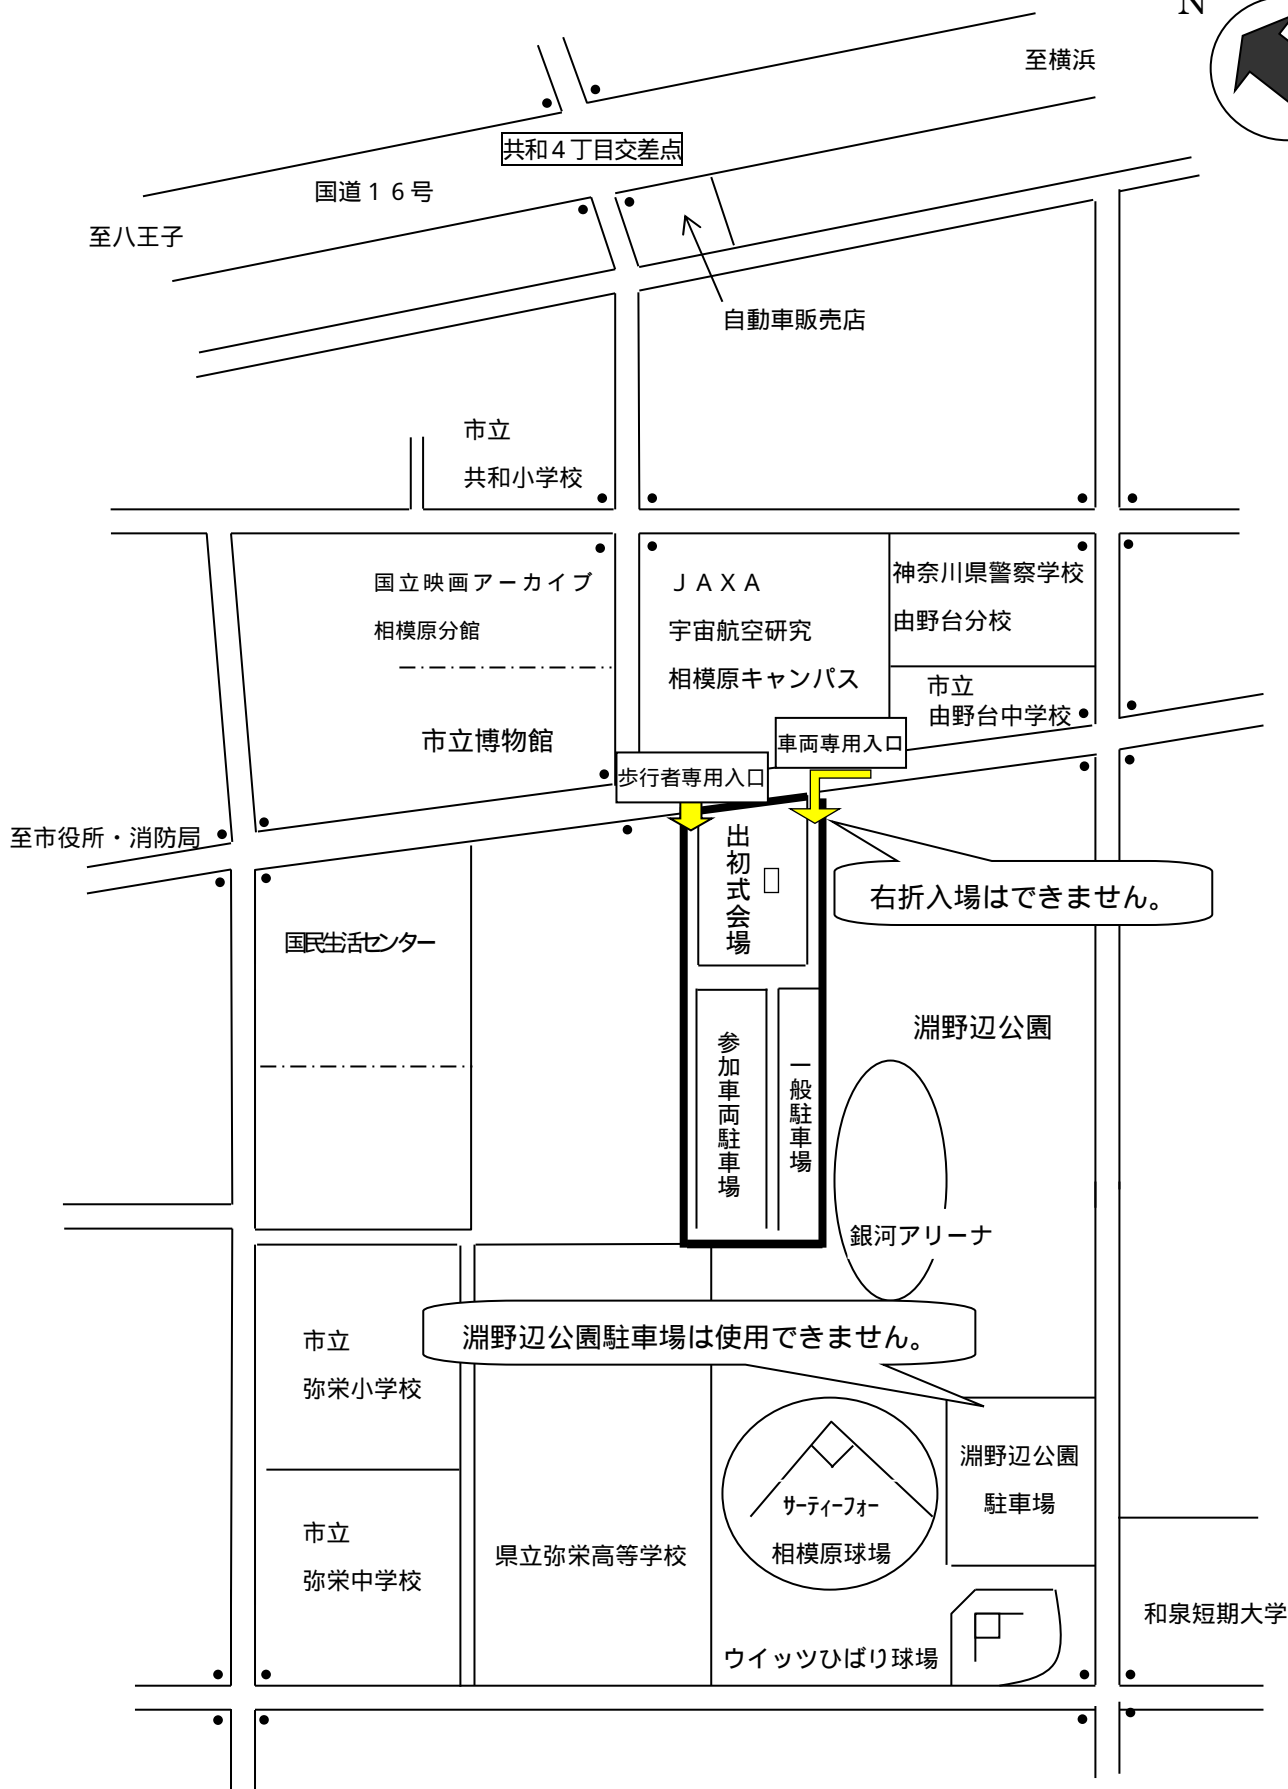 N
至横浜
共和４丁目交差点
国道１６号
至八王子
自動車販売店
市立
共和小学校
国立映画アーカイブ
相模原分館
ＪＡＸＡ
宇宙航空研究
相模原キャンパス
神奈川県警察学校
由野台分校
市立
由野台中学校
市立博物館
車両専用入口
歩行者専用入口
至市役所・消防局
出初式会場
右折入場はできません。
国民生活センター
淵野辺公園
参加車両駐車場
一般駐車場
銀河アリーナ
市立
弥栄小学校
淵野辺公園駐車場は使用できません。
淵野辺公園
駐車場
サーティーフォー
相模原球場
市立
弥栄中学校
県立弥栄高等学校
和泉短期大学
ウイッツひばり球場